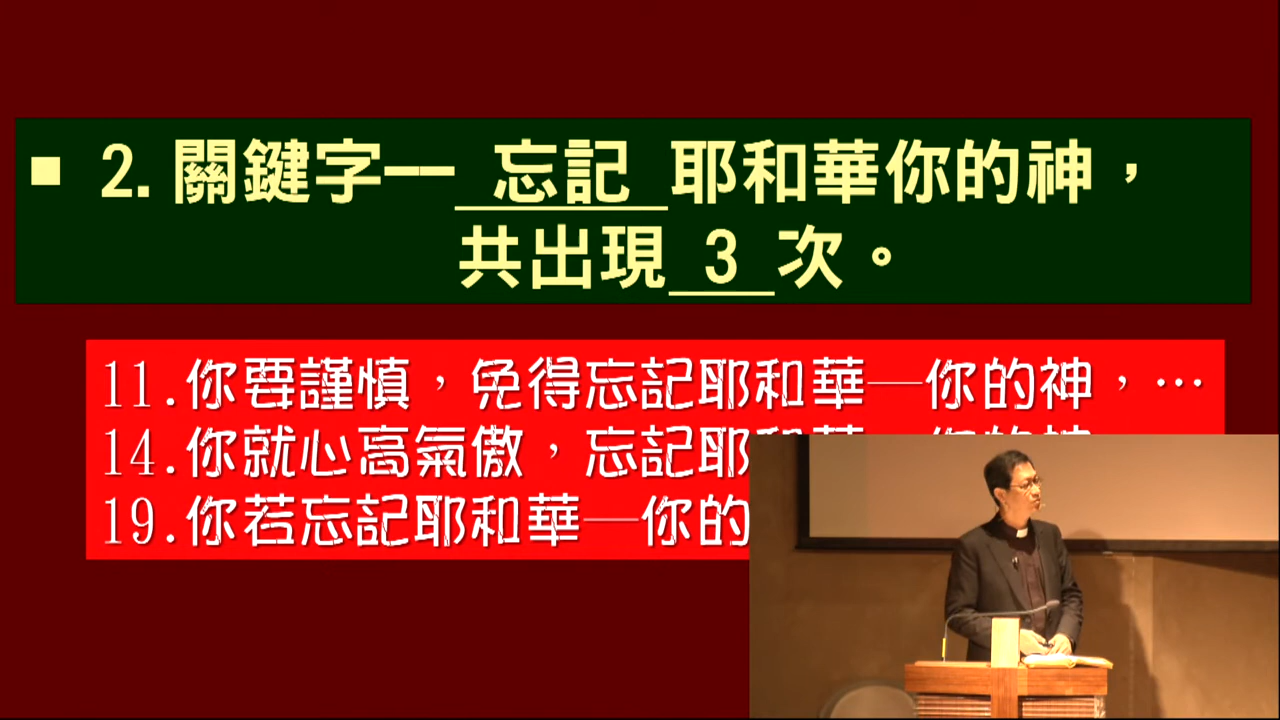 ■ 2.關鍵字── 忘記 耶和華你的神，
共出現 3 次。
11.你要謹慎，免得忘記耶和華─你的神，…
14.你就心高氣傲，忘記耶
19.你若忘記耶和華─你的